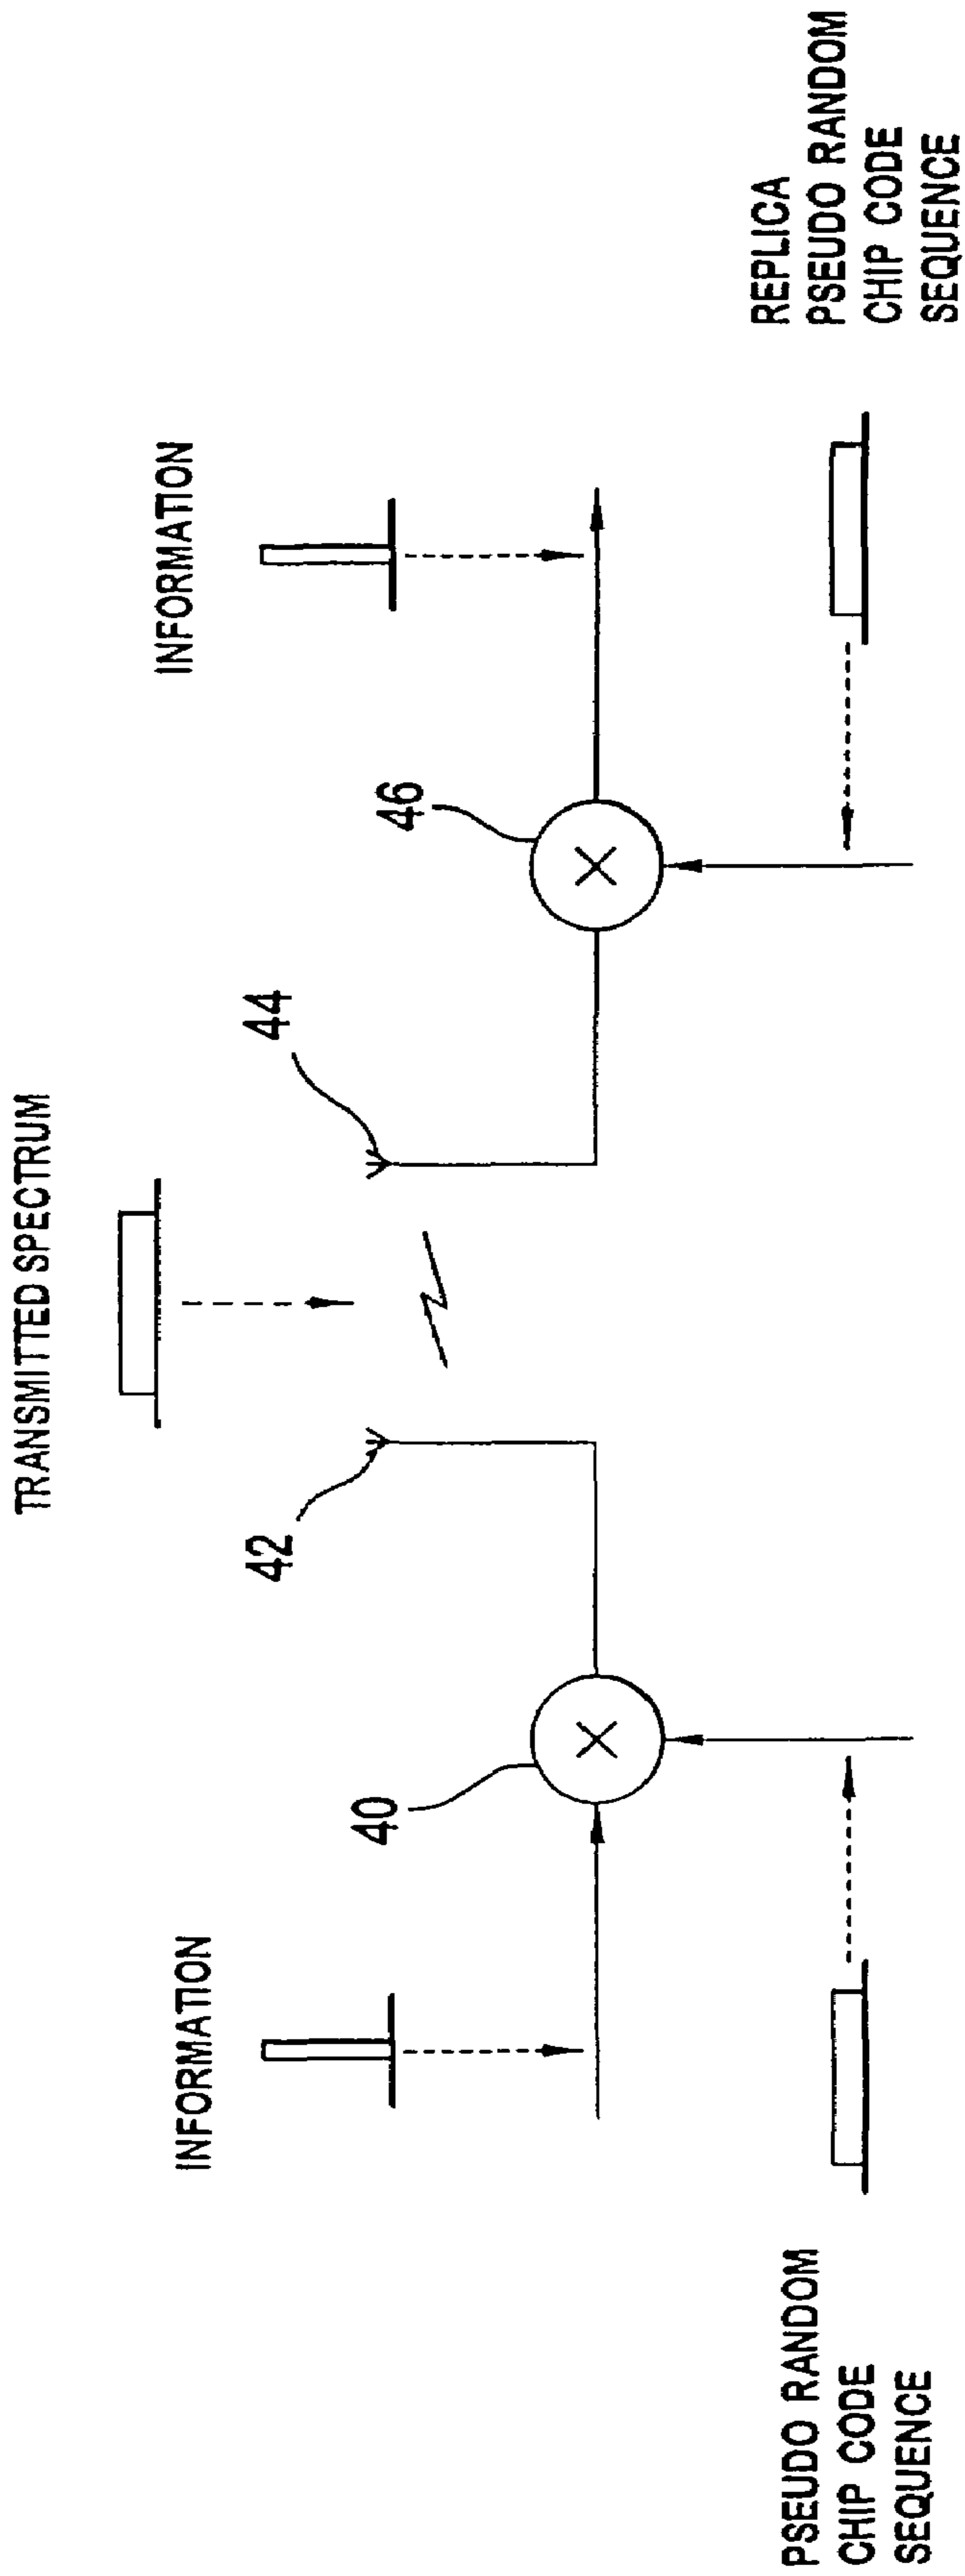 TRANSMITTED SPECTRUM
INFORMATION
INFORMATION
42
44
40
46
PSEUDO RANDOM
CHIP CODE
SEQUENCE
REPLICA
PSEUDO RANDOM
CHIP CODE
SEQUENCE